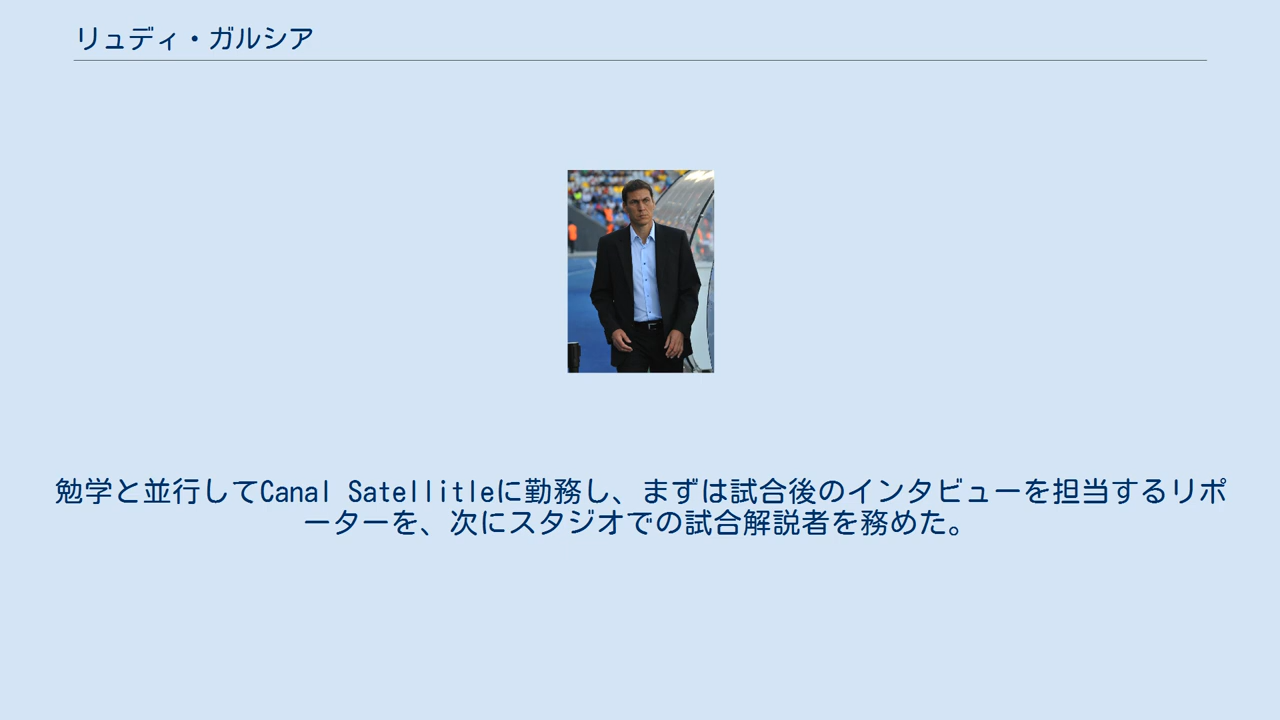 リュディ・ガルシア
勉学と並行してCanal Satellitleに勤務し、まずは試合後のインタビューを担当するリポ
ーターを、次にスタジオでの試合解説者を務めた。